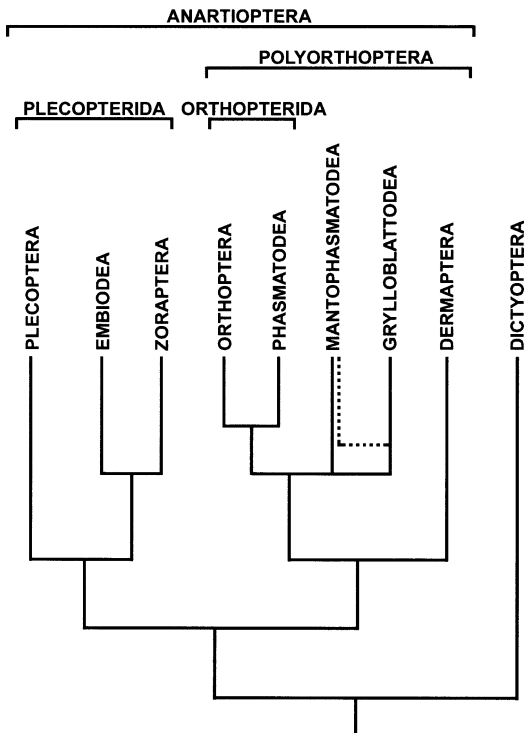 ANARTIOPTERA
POLYORTHOPTERA
PLECOPTERIDA
ORTHOPTERIDA
PLECOPTERA
EMBIODEA
ZORAPTERA
ORTHOPTERA
PHASMATODEA
MANTOPHASMATODEA
GRYLLOBLATTODEA
DERMAPTERA
DICTYOPTERA